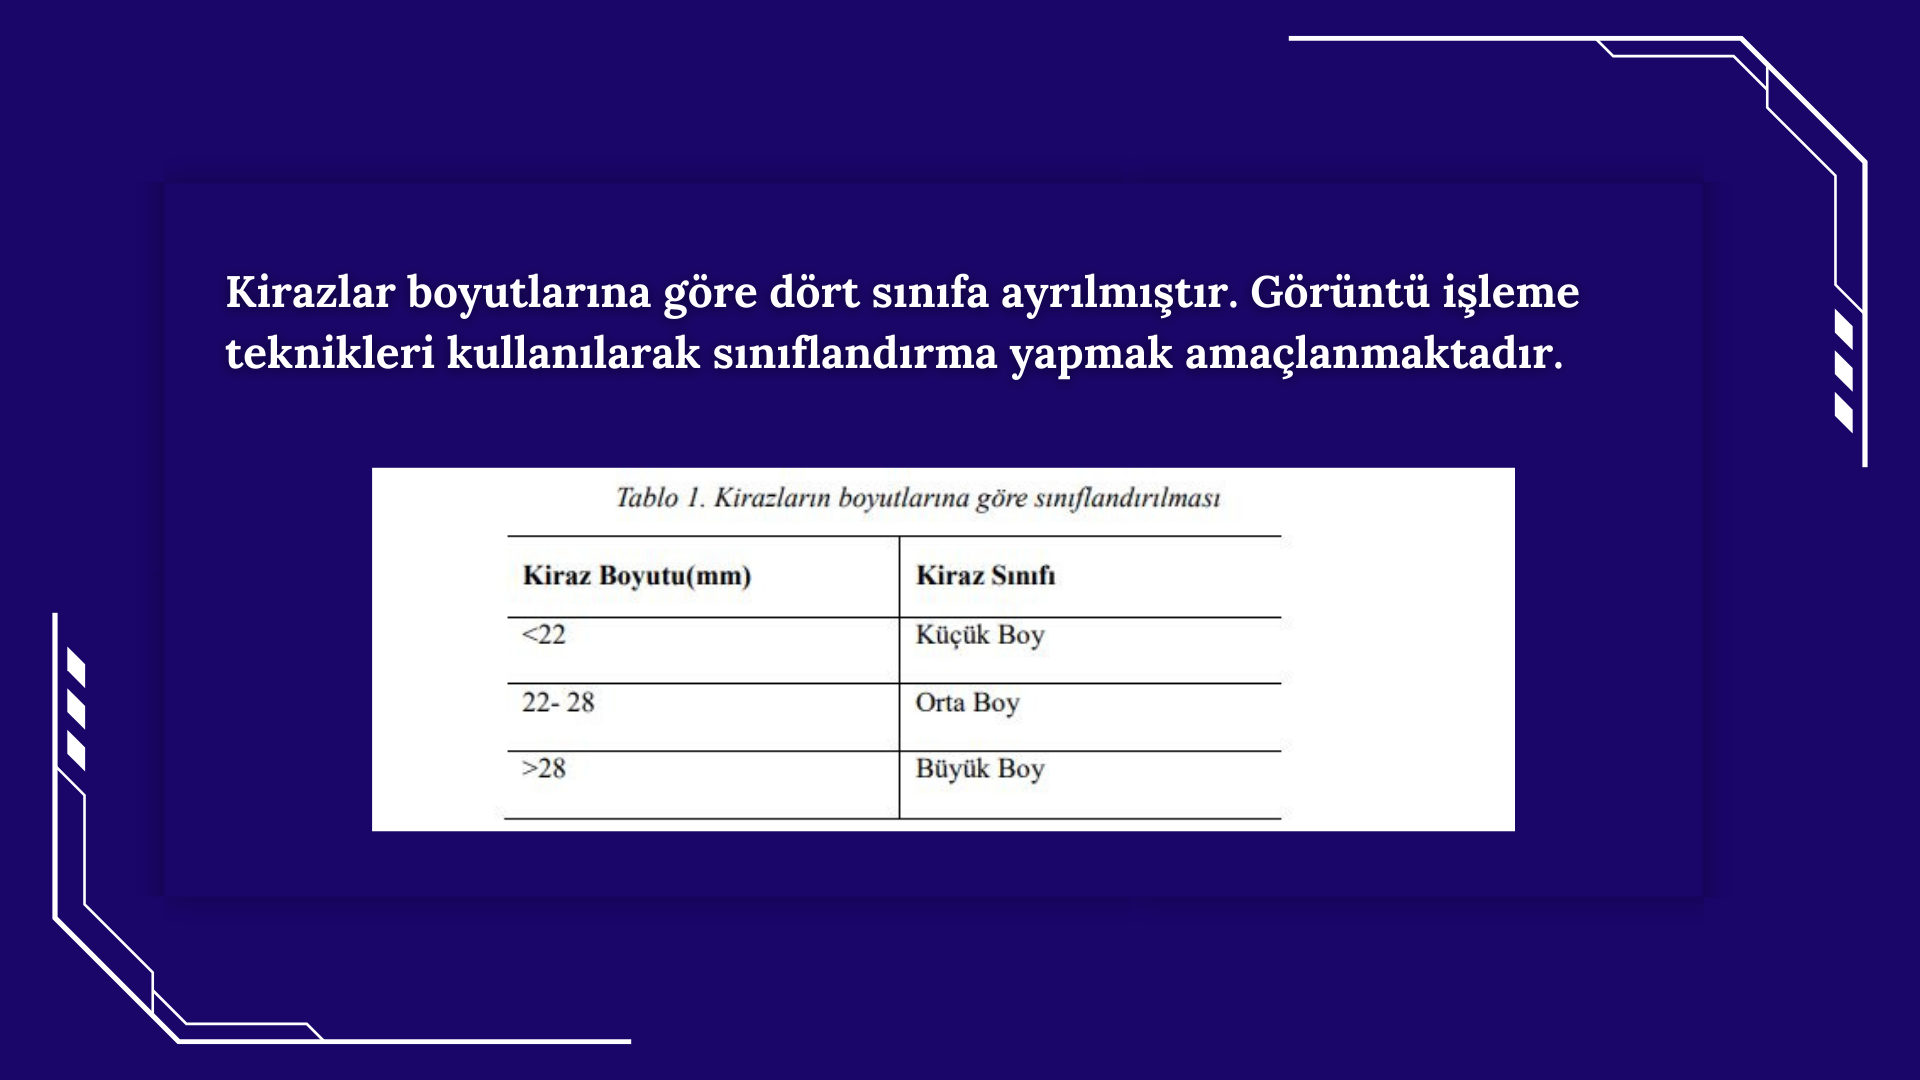 Kirazlar boyutlarına göre dört sınıfa ayrılmıştır. Görüntü işleme
teknikleri kullanılarak sınıflandırma yapmak amaçlanmaktadır.
Tablo 1. Kirazların boyutlarına göre sınıflandırılması
Kiraz Boyutu(mm) Kiraz Sınıfı
<22 Küçük Boy
22- 28 Orta Boy
>28 Büyük Boy